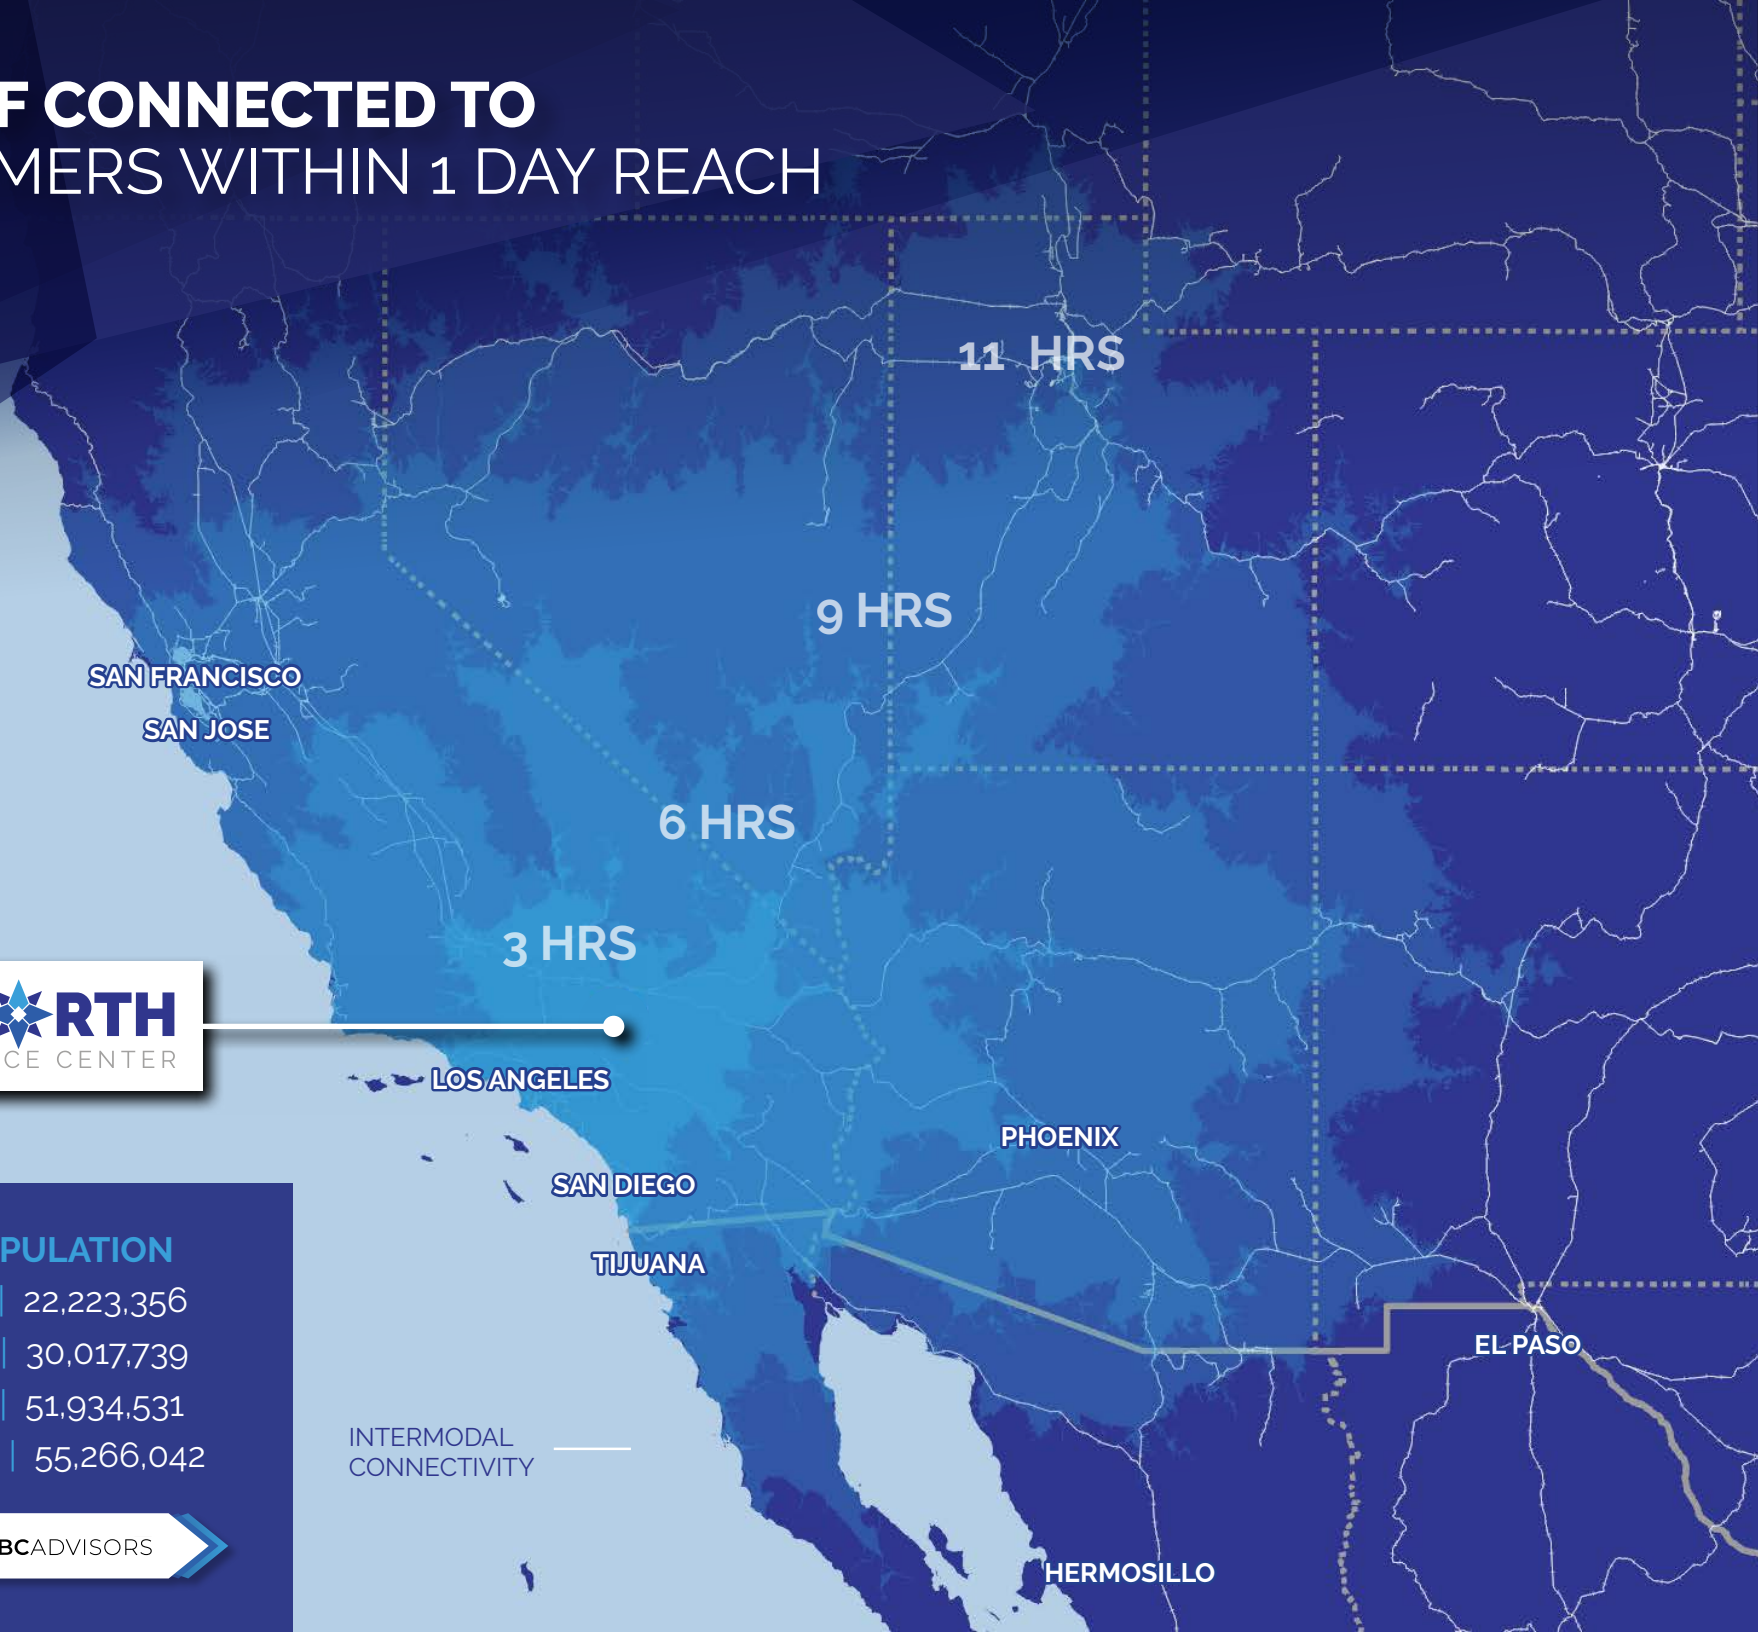 F CONNECTED TO
MERS WITHIN 1 DAY REACH
11 HRS
9 HRS
SAN FRANCISCO
SAN JOSE
6 HRS
3 HRS
RTH
CE CENTER
LOS ANGELES
PHOENIX
SAN DIEGO
TIJUANA
EL PASO
PULATION
22,223,356
30,017,739
51,934,531
55,266,042
INTERMODAL
CONNECTIVITY
BCADVISORS
HERMOSILLO